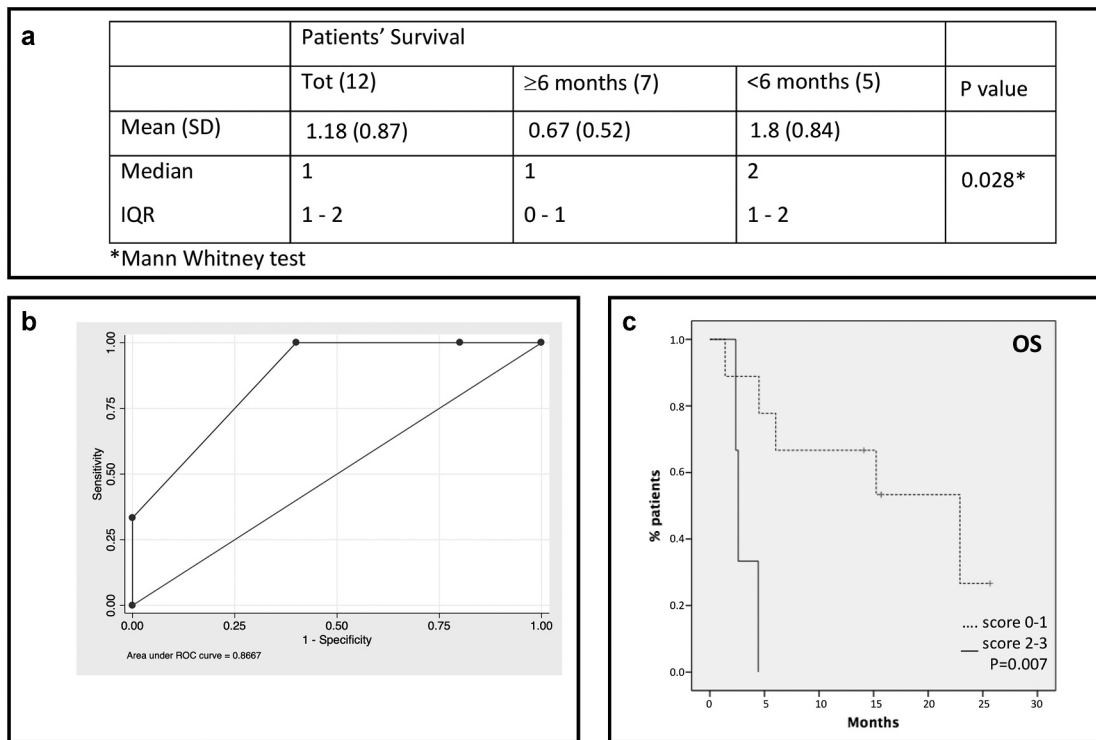 a
Patients’ Survival
Tot (12) ≥6 months (7) <6 months (5) P value
Mean (SD) 1.18 (0.87) 0.67 (0.52) 1.8 (0.84)
Median 1 1 2 0.028*
IQR 1 - 2 0 - 1 1 - 2
*Mann Whitney test
b
1.00
0.75
0.50
0.25
0.00
Sensitivity
0.00 0.25 0.50 0.75 1.00
1 - Specificity
Area under ROC curve = 0.8667
c
OS
1.0
0.8
0.6
0.4
0.2
0.0
% patients
.... score 0-1
__ score 2-3
P=0.007
0 5 10 15 20 25 30
Months